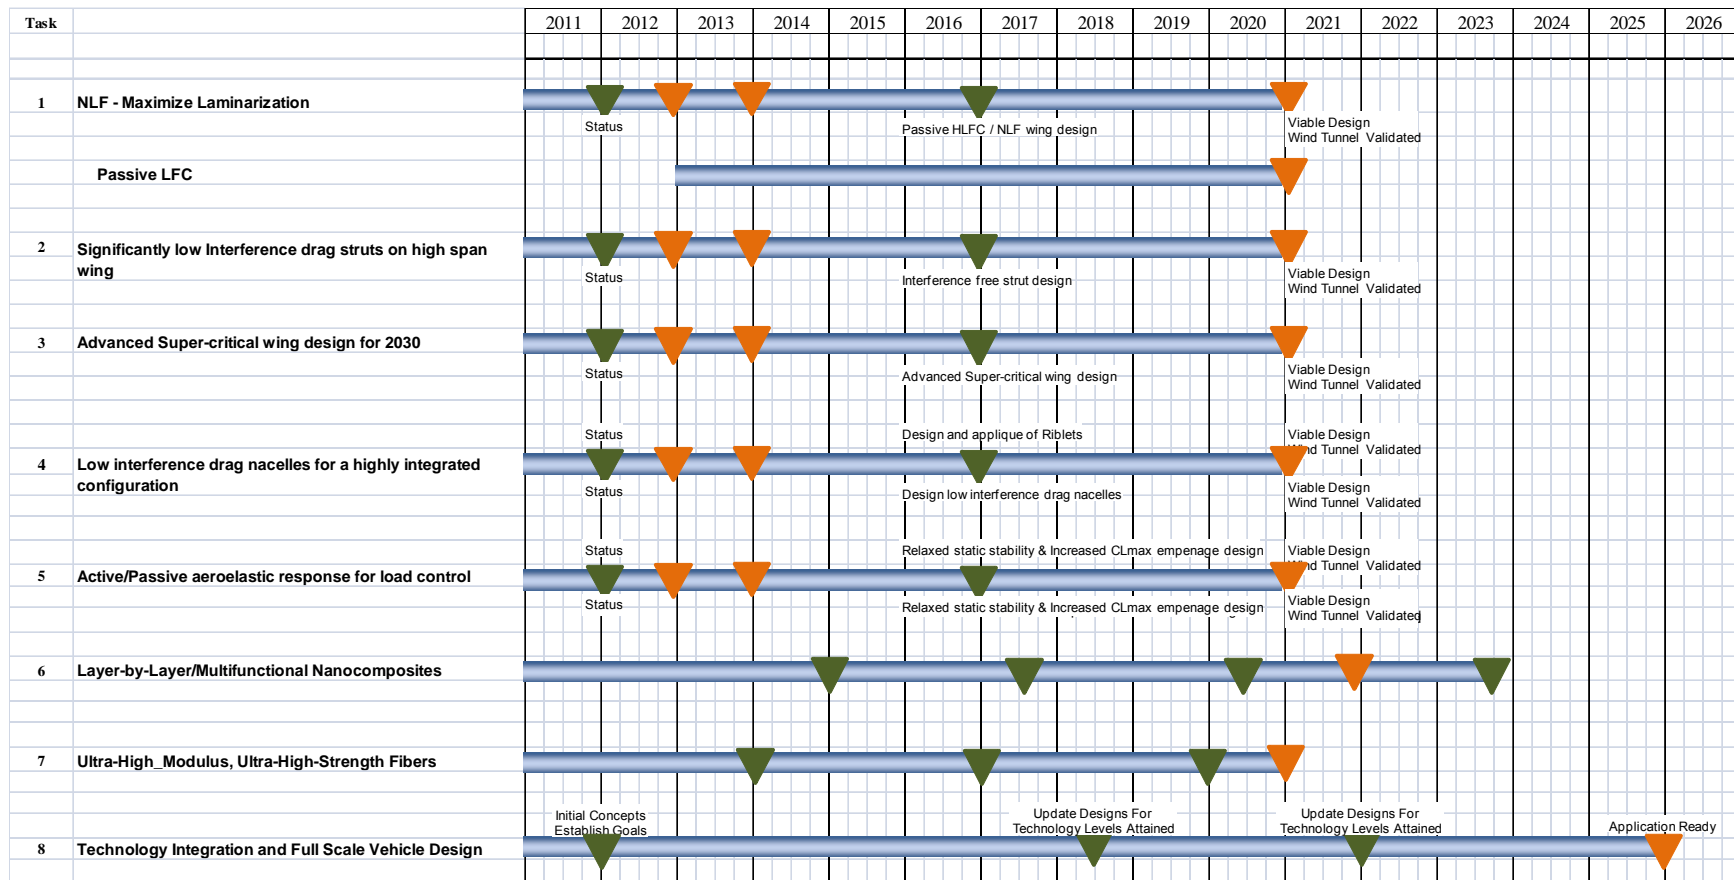 Task 2011 2012 2013 2014 2015 2016 2017 2018 2019 2020 2021 2022 2023 2024 2025 2026
1 NLF - Maximize Laminarization
Status
Passive HLFC / NLF wing design
Viable Design
Wind Tunnel Validated
Passive LFC
2 Significantly low Interference drag struts on high span
wing
Status
Interference free strut design
Viable Design
Wind Tunnel Validated
3 Advanced Super-critical wing design for 2030
Status
Advanced Super-critical wing design
Viable Design
Wind Tunnel Validated
Status
Design and applique of Riblets
Viable Design
Wind Tunnel Validated
4 Low interference drag nacelles for a highly integrated
configuration
Status
Design low interference drag nacelles
Viable Design
Wind Tunnel Validated
Status
Relaxed static stability & Increased CLmax empenage design
Viable Design
Wind Tunnel Validated
5 Active/Passive aeroelastic response for load control
Status
Relaxed static stability & Increased CLmax empenage design
Viable Design
Wind Tunnel Validated
6 Layer-by-Layer/Multifunctional Nanocomposites
7 Ultra-High_Modulus, Ultra-High-Strength Fibers
Initial Concepts
Establish Goals
Update Designs For
Technology Levels Attained
Update Designs For
Technology Levels Attained
Application Ready
8 Technology Integration and Full Scale Vehicle Design